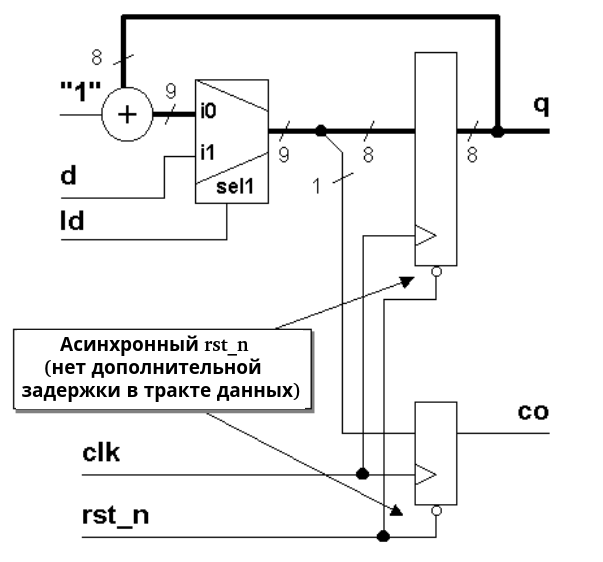 8
"1"
9
+
i0
q
i1
9
8
8
d
sel1
1
ld
Асинхронный rst_n
(нет дополнительной
задержки в тракте данных)
co
clk
rst_n